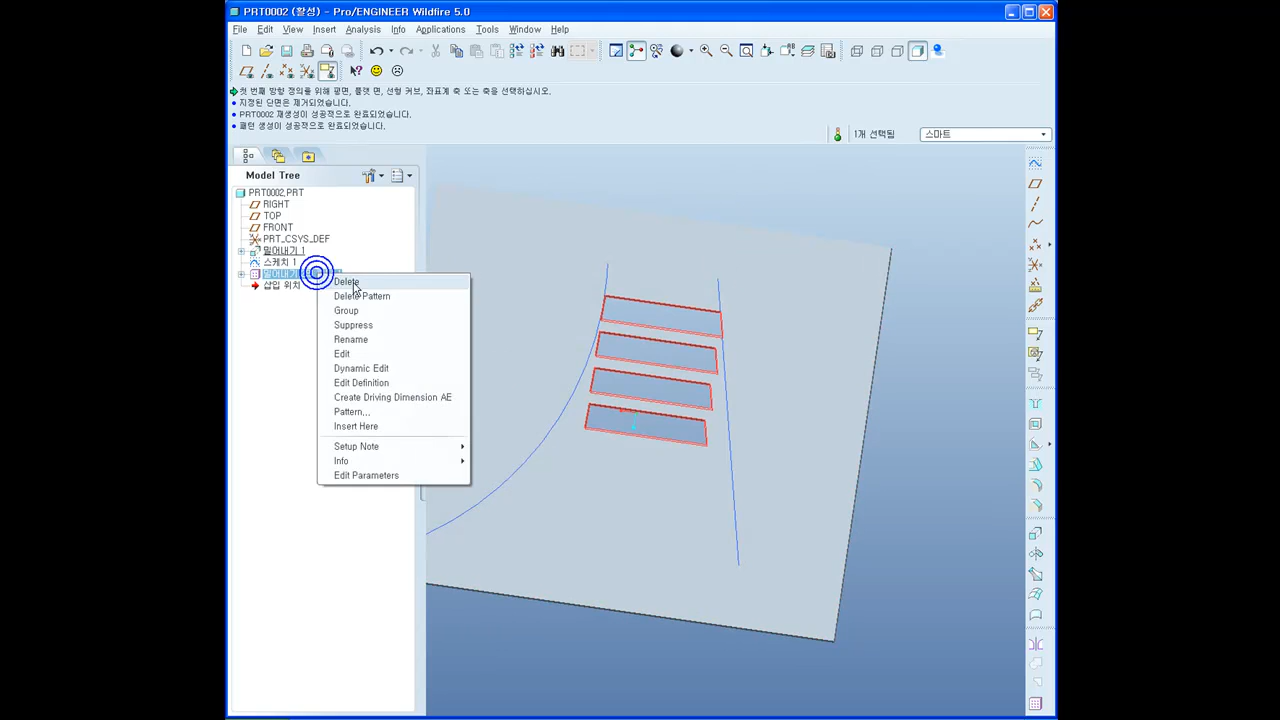 PRT0002 (활성) - Pro/ENGINEER Wildfire 5.0
File Edit View Insert Analysis Info Applications Tools Window Help
첫 번째 방향 정의를 위해 평면, 플랫 면, 선형 커브, 좌표계 축 또는 축을 선택하십시오.
지정된 단면은 제거되었습니다.
PRT0002 재생성이 성공적으로 완료되었습니다.
패턴 생성이 성공적으로 완료되었습니다.
1개 선택됨 스마트
Model Tree
PRT0002.PRT
RIGHT
TOP
FRONT
PRT_CSYS_DEF
밀어내기 1
스케치 1
밀어내기
삽입 위치
Delete
Delete Pattern
Group
Suppress
Rename
Edit
Dynamic Edit
Edit Definition
Create Driving Dimension AE
Pattern...
Insert Here
Setup Note
Info
Edit Parameters